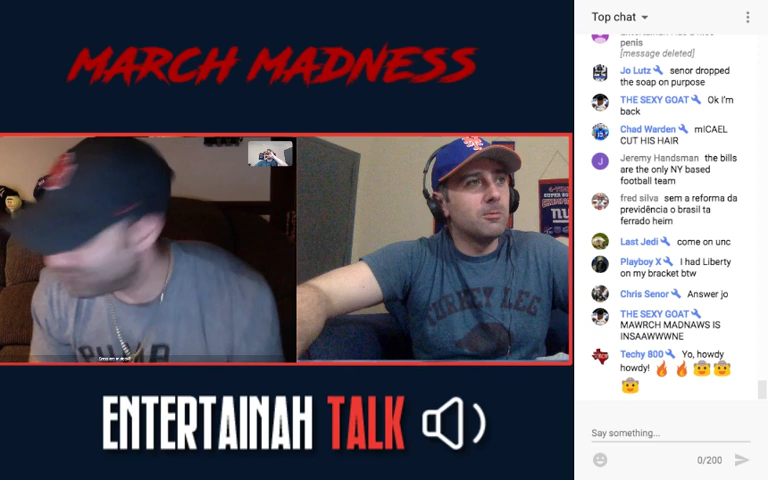 MARCH MADNESS
PUMA
TURKEY LEG
NU
ENTERTAINAH TALK
Top chat
penis
[message deleted]
Jo Lutz senor dropped
the soap on purpose
THE SEXY GOAT Ok I'm
back
Chad Warden mICAEL
CUT HIS HAIR
J
Jeremy Handsman the bills
are the only NY based
football team
fred silva sem a reforma da
previdência o brasil ta
ferrado heim
Last Jedi come on unc
Playboy X I had Liberty
on my bracket btw
Chris Senor Answer jo
THE SEXY GOAT
MAWRCH MADNAWS IS
INSAAWWWNE
Techy 800 Yo, howdy
howdy!
Say something...
0/200